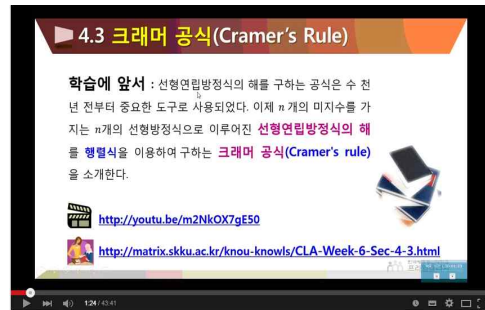 4.3 크래머 공식(Cramer's Rule)
학습에 앞서 : 선형연립방정식의 해를 구하는 공식은 수 천
년 전부터 중요한 도구로 사용되었다. 이제 n 개의 미지수를 가
지는 n개의 선형방정식으로 이루어진 선형연립방정식의 해
를 행렬식을 이용하여 구하는 크래머 공식(Cramer's rule)
을 소개한다.
http://youtu.be/m2NkOX7gE50
http://matrix.skku.ac.kr/knou-knowls/CLA-Week-6-Sec-4-3.html
1:24 / 43:41